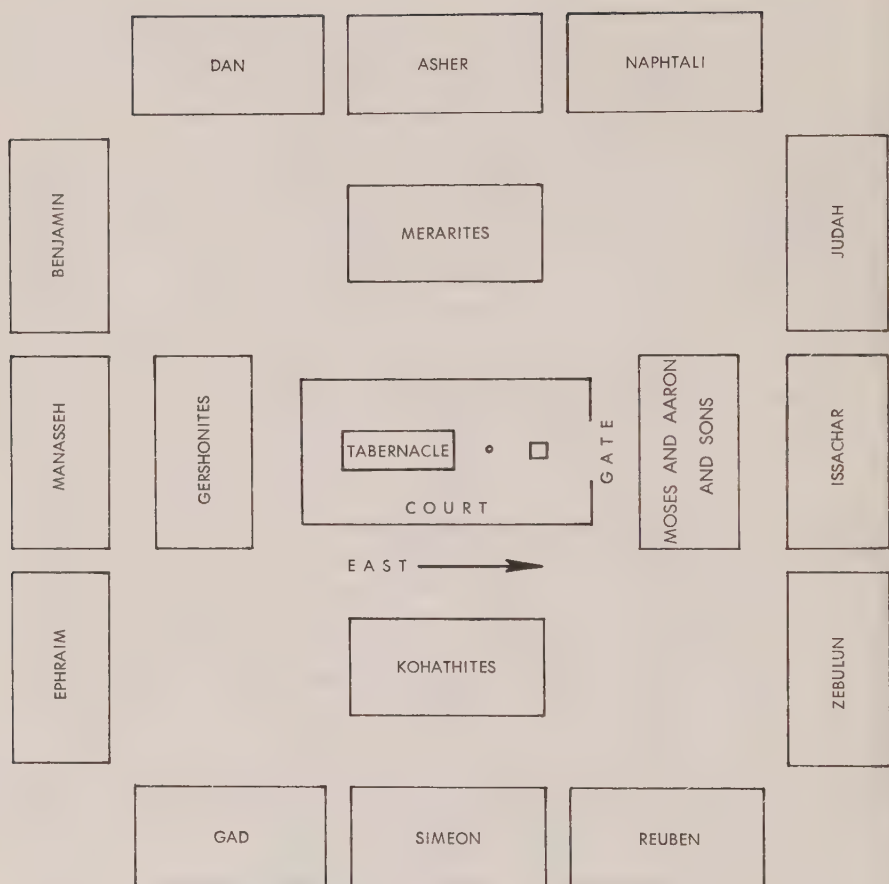 DAN
ASHER
NAPHTALI
BENJAMIN
MERARITES
JUDAH
MANASSEH
GERSHONITES
TABERNACLE
COURT
GATE
MOSES AND AARON
AND SONS
ISSACHAR
EAST
EPHRAIM
KOHATHITES
ZEBULUN
GAD
SIMEON
REUBEN